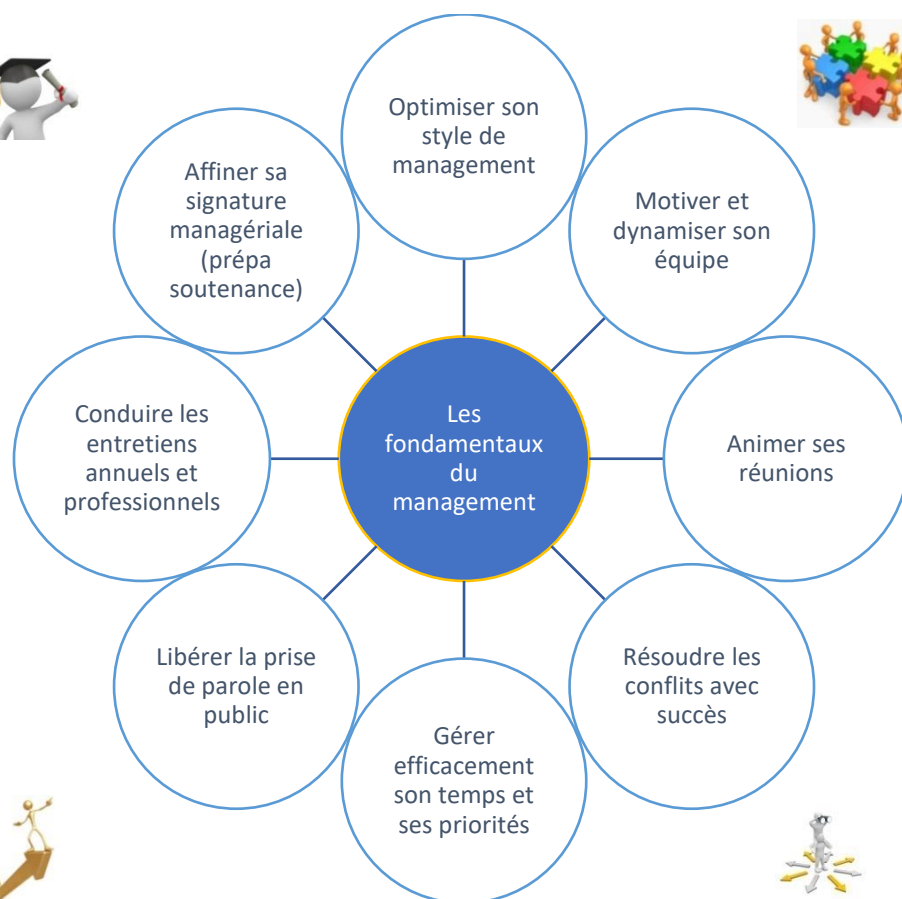 Optimiser son
style de
management
Motiver et
dynamiser son
équipe
Animer ses
réunions
Résoudre les
conflits avec
succès
Gérer
efficacement
son temps et
ses priorités
Libérer la prise
de parole en
public
Conduire les
entretiens
annuels et
professionnels
Affiner sa
signature
managériale
(prépa
soutenance)
Les
fondamentaux
du
management